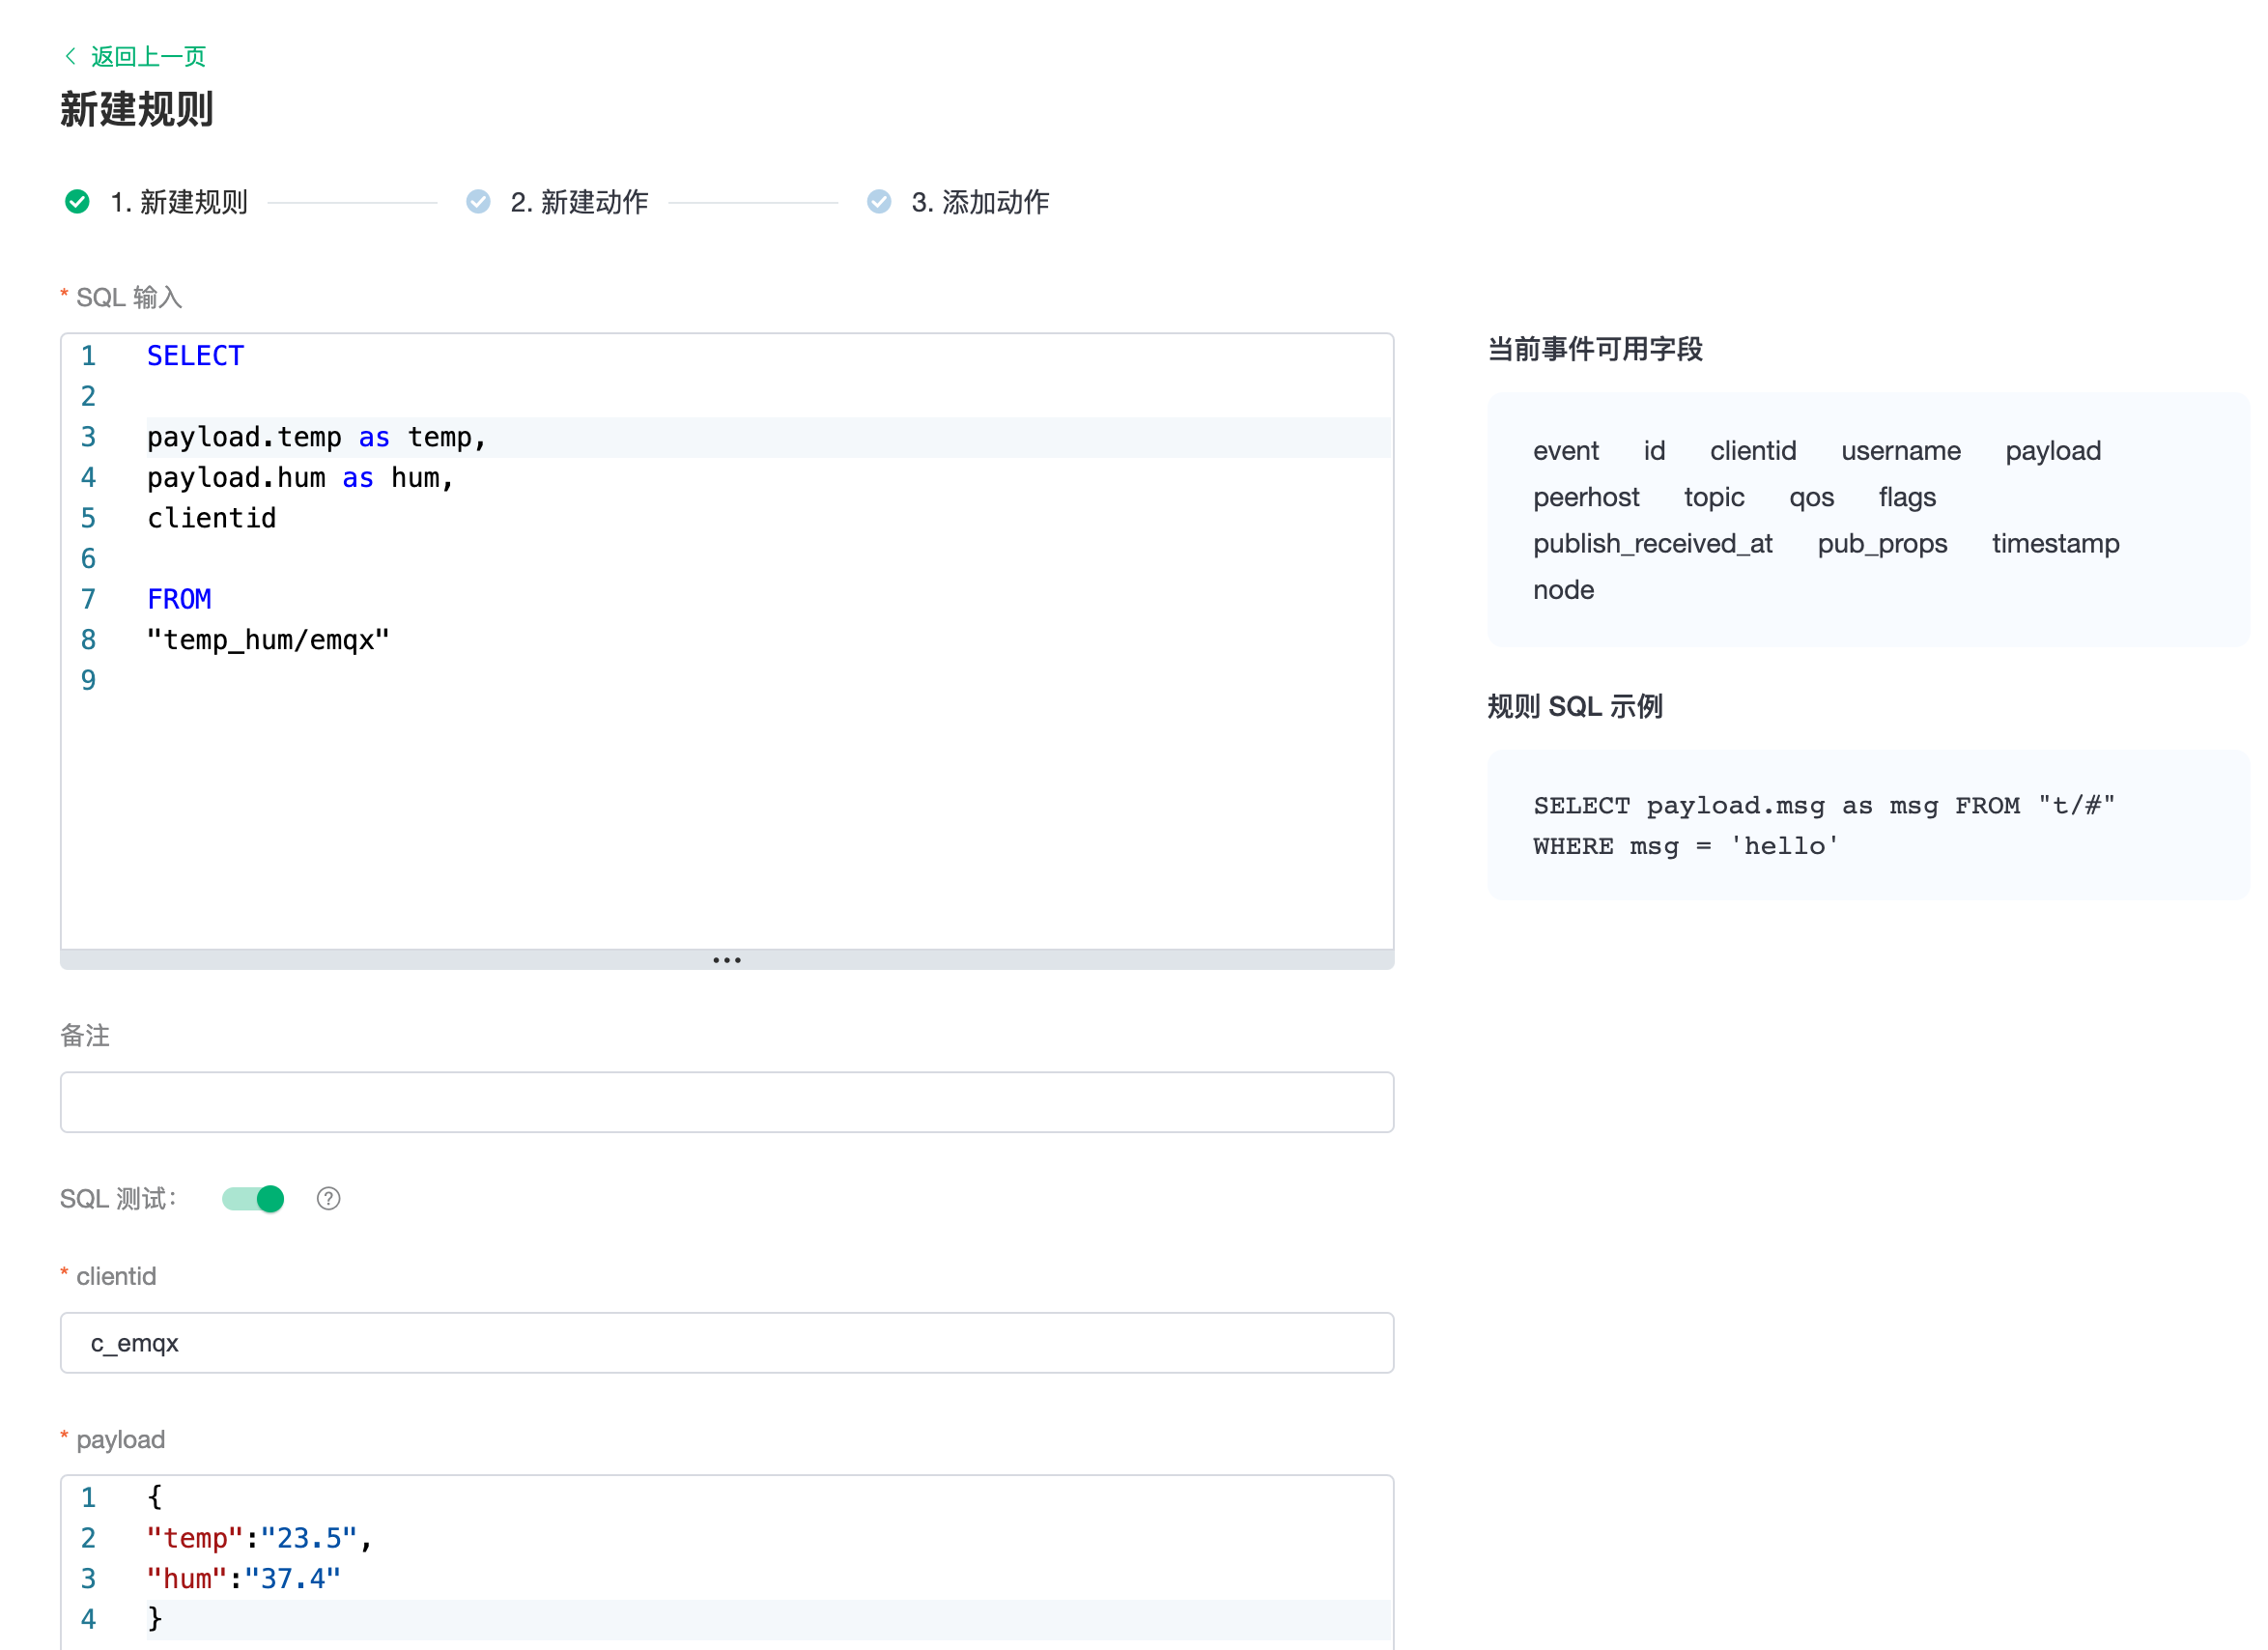 返回上一页
新建规则
1. 新建规则
2. 新建动作
3. 添加动作
* SQL 输入
1 SELECT
2
3 payload.temp as temp,
4 payload.hum as hum,
5 clientid
6
7 FROM
8 "temp_hum/emqx"
9
当前事件可用字段
event id clientid username payload
peerhost topic qos flags
publish_received_at pub_props timestamp
node
规则 SQL 示例
SELECT payload.msg as msg FROM "t/#"
WHERE msg = 'hello'
备注
SQL 测试：
* clientid
c_emqx
* payload
1 {
2 "temp":"23.5",
3 "hum":"37.4"
4 }